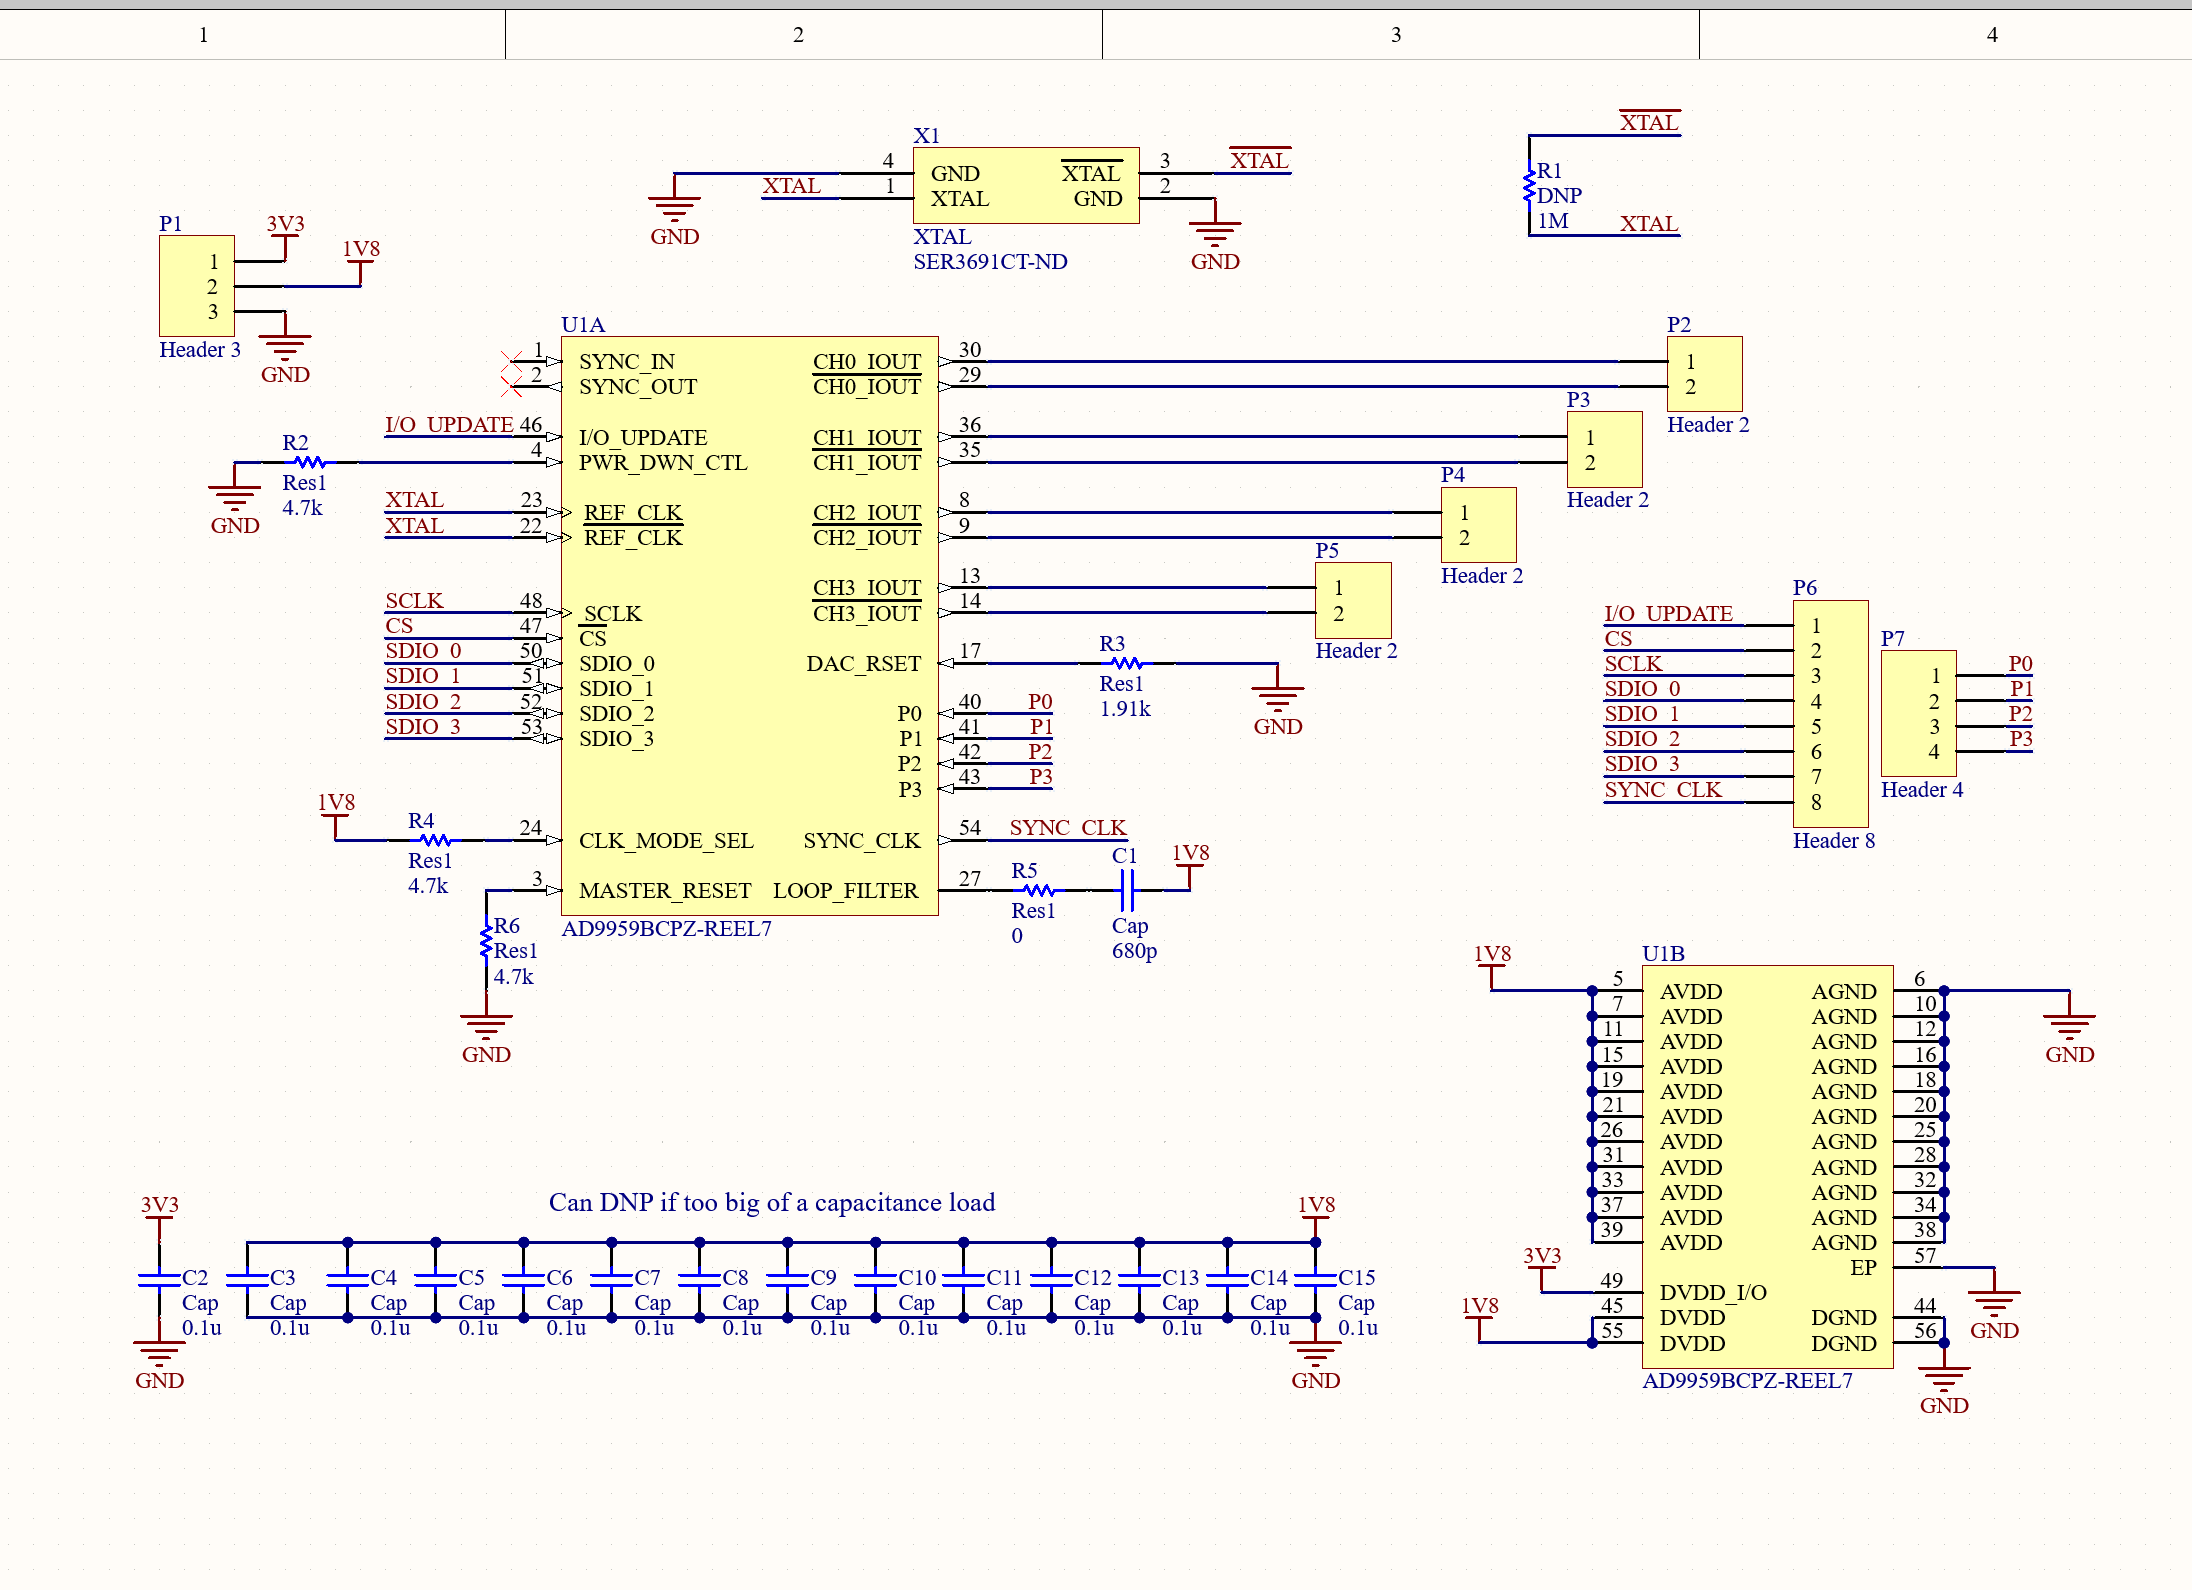 1 2 3 4
X1
4 GND XTAL 3 XTAL
XTAL 1 XTAL GND 2
GND
XTAL
SER3691CT-ND
GND
XTAL
R1
DNP
1M
XTAL
P1
3V3
1V8
1
2
3
Header 3
GND
U1A
1 SYNC_IN CH0_IOUT 30
2 SYNC_OUT CH0_IOUT 29
I/O_UPDATE 46 I/O_UPDATE CH1_IOUT 36
4 PWR_DWN_CTL CH1_IOUT 35
XTAL 23 REF_CLK CH2_IOUT 8
XTAL 22 REF_CLK CH2_IOUT 9
CH3_IOUT 13
SCLK 48 SCLK CH3_IOUT 14
CS 47 CS
SDIO_0 50 SDIO_0 DAC_RSET 17
SDIO_1 51 SDIO_1
SDIO_2 52 SDIO_2 P0 40 P0
SDIO_3 53 SDIO_3 P1 41 P1
P2 42 P2
P3 43 P3
24 CLK_MODE_SEL SYNC_CLK 54 SYNC_CLK
3 MASTER_RESET LOOP_FILTER 27
AD9959BCPZ-REEL7
R2
Res1
4.7k
GND
1V8
R4
Res1
4.7k
R6
Res1
4.7k
GND
R3
Res1
1.91k
GND
R5
Res1
0
C1
Cap
680p
1V8
P2
1
2
Header 2
P3
1
2
Header 2
P4
1
2
Header 2
P5
1
2
Header 2
P6
I/O_UPDATE 1
CS 2
SCLK 3
SDIO_0 4
SDIO_1 5
SDIO_2 6
SDIO_3 7
SYNC_CLK 8
Header 8
P7
1 P0
2 P1
3 P2
4 P3
Header 4
U1B
1V8
5 AVDD AGND 6
7 AVDD AGND 10
11 AVDD AGND 12
15 AVDD AGND 16
19 AVDD AGND 18
21 AVDD AGND 20
26 AVDD AGND 25
31 AVDD AGND 28
33 AVDD AGND 32
37 AVDD AGND 34
39 AVDD AGND 38
EP 57
3V3
49 DVDD_I/O
1V8
45 DVDD DGND 44
55 DVDD DGND 56
AD9959BCPZ-REEL7
GND
GND
GND
Can DNP if too big of a capacitance load
3V3 1V8
C2 C3 C4 C5 C6 C7 C8 C9 C10 C11 C12 C13 C14 C15
Cap Cap Cap Cap Cap Cap Cap Cap Cap Cap Cap Cap Cap Cap
0.1u 0.1u 0.1u 0.1u 0.1u 0.1u 0.1u 0.1u 0.1u 0.1u 0.1u 0.1u 0.1u 0.1u
GND GND